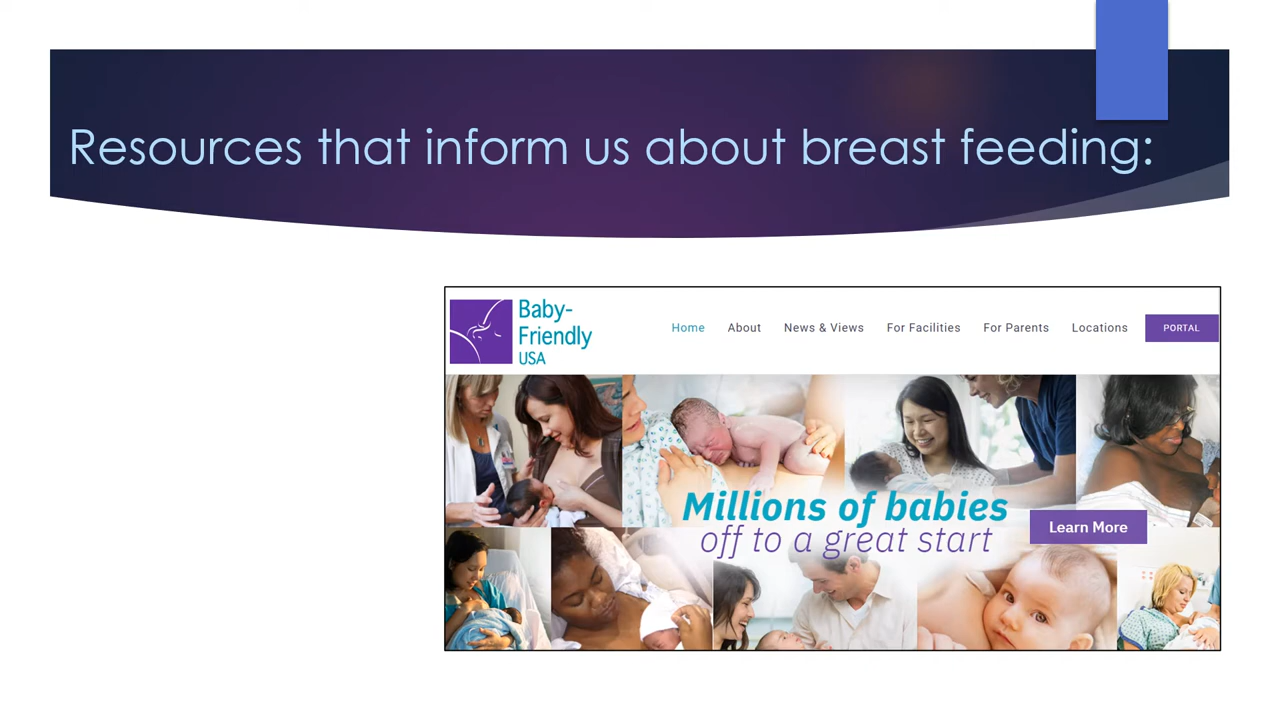 Resources that inform us about breast feeding:
Baby-
Friendly
USA
Home About News & Views For Facilities For Parents Locations PORTAL
Millions of babies
off to a great start
Learn More